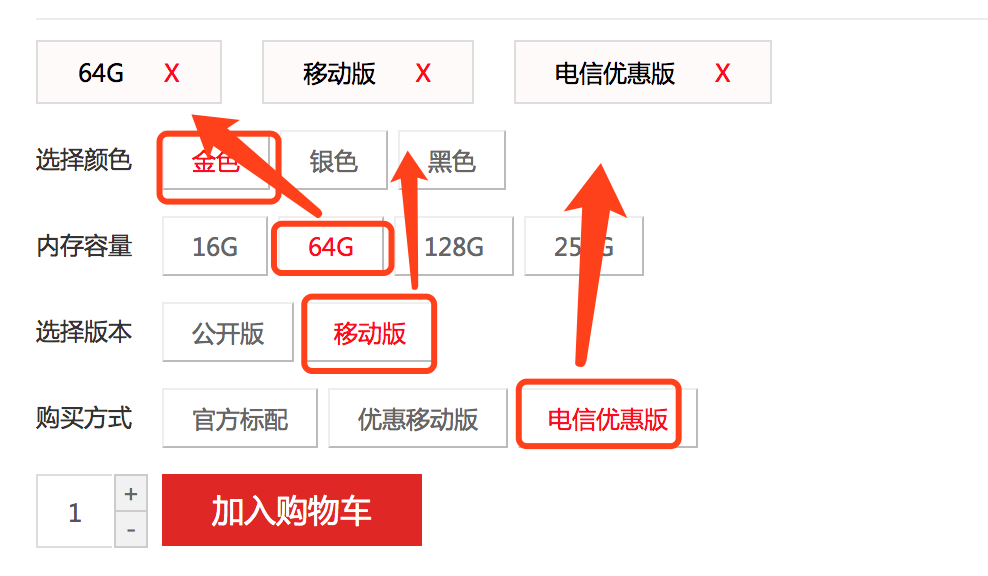 64G X 移动版 X 电信优惠版 X
选择颜色 金色 银色 黑色
内存容量 16G 64G 128G
选择版本 公开版 移动版
购买方式 官方标配 优惠移动版 电信优惠版
1 + -
加入购物车